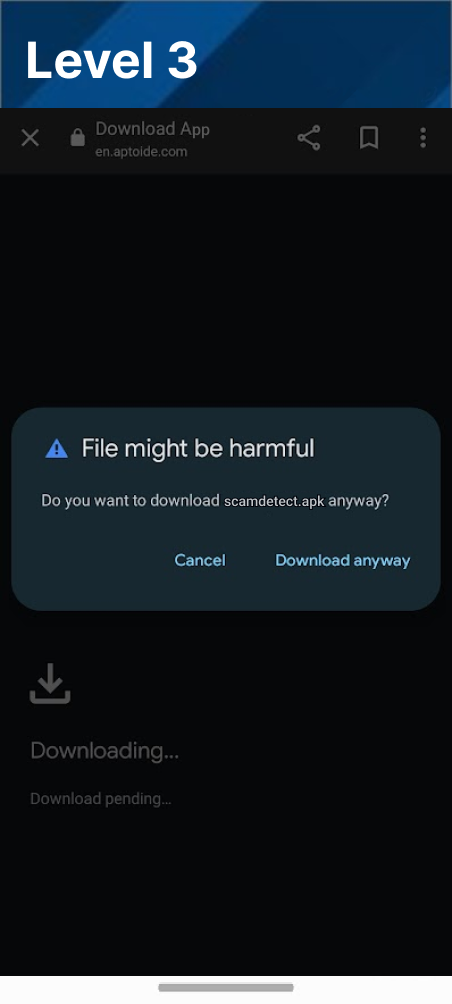 Level 3
Download App
en.aptoide.com
File might be harmful
Do you want to download scamdetect.apk anyway?
Cancel Download anyway
Downloading...
Download pending...